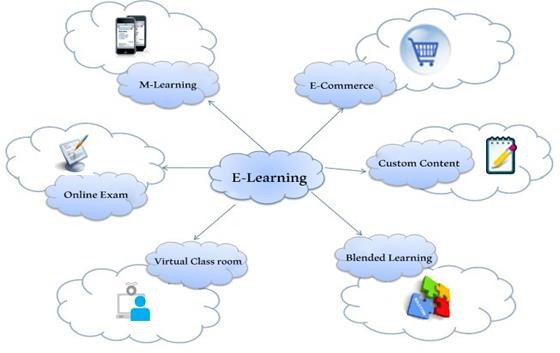 M-Learning
E-Commerce
Online Exam
E-Learning
Custom Content
Virtual Class room
Blended Learning